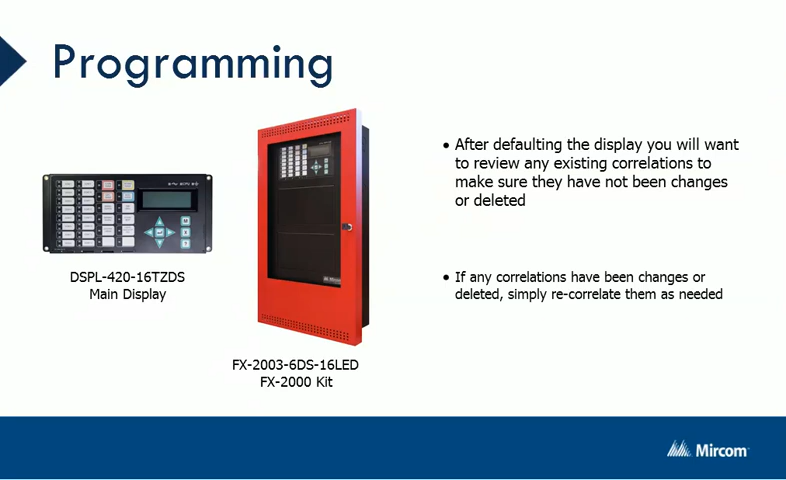 Programming
• After defaulting the display you will want
to review any existing correlations to
make sure they have not been changes
or deleted
• If any correlations have been changes or
deleted, simply re-correlate them as needed
DSPL-420-16TZDS
Main Display
FX-2003-6DS-16LED
FX-2000 Kit
Mircom
Mircom